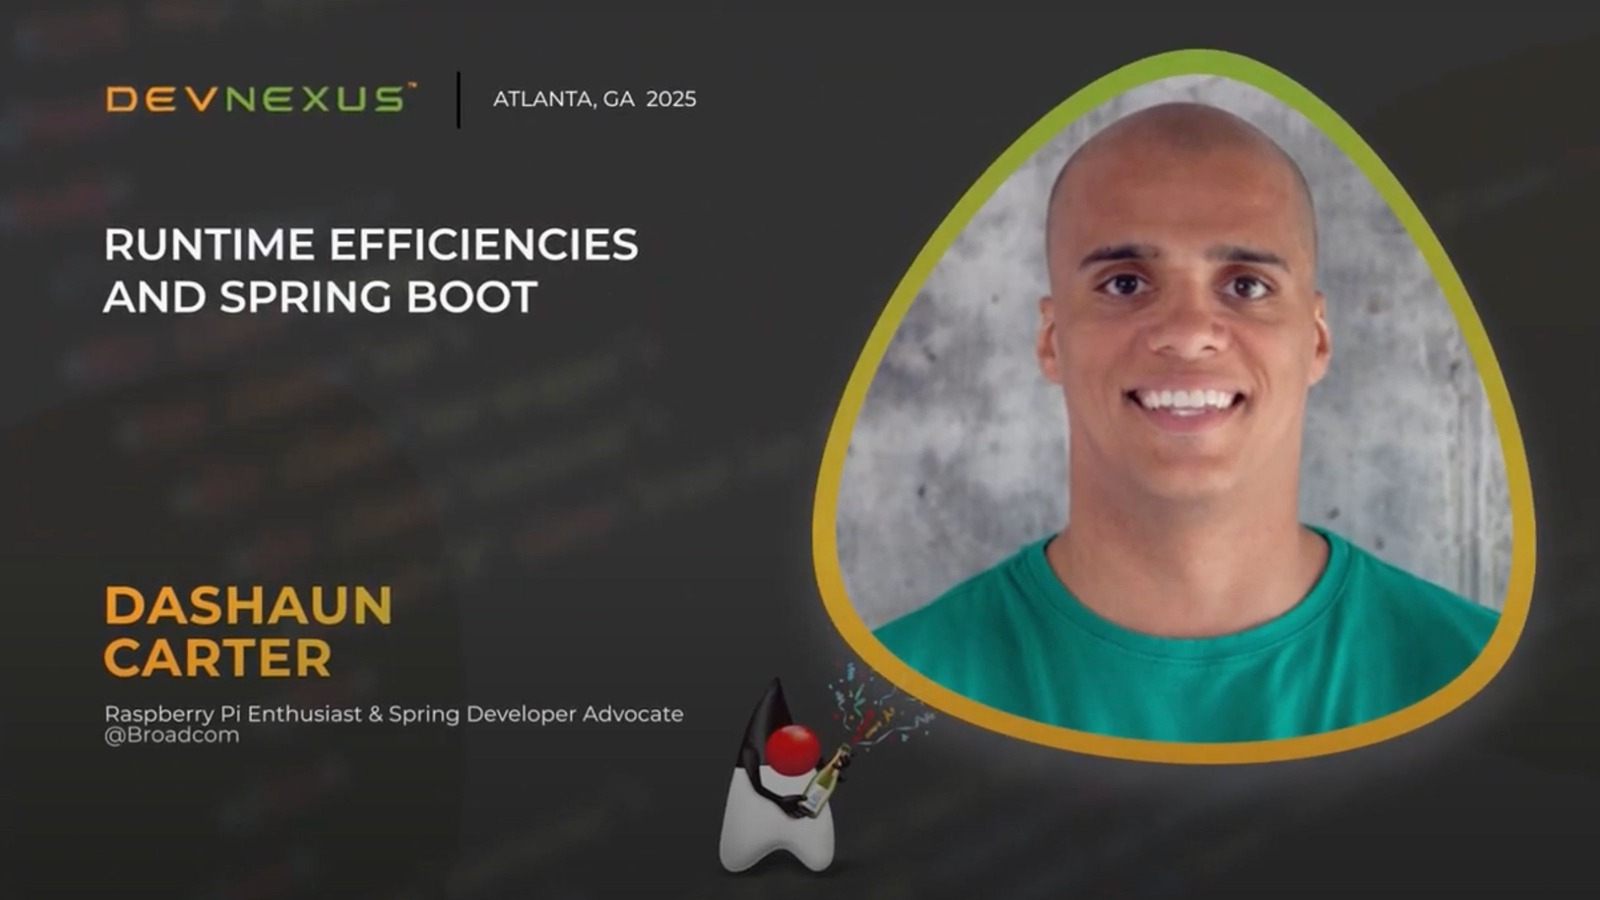 DEVNEXUS™
ATLANTA, GA 2025
RUNTIME EFFICIENCIES
AND SPRING BOOT
DASHAUN
CARTER
Raspberry Pi Enthusiast & Spring Developer Advocate
@Broadcom